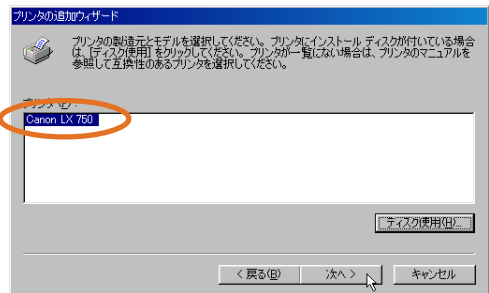 プリンタの追加ウィザード
プリンタの製造元とモデルを選択してください。プリンタにインストール ディスクが付いている場合
は、[ディスク使用] をクリックしてください。プリンタが一覧にない場合は、プリンタのマニュアルを
参照して互換性のあるプリンタを選択してください。
プリンタ(P):
Canon LX 750
ディスク使用(H)...
< 戻る(B)
次へ >
キャンセル